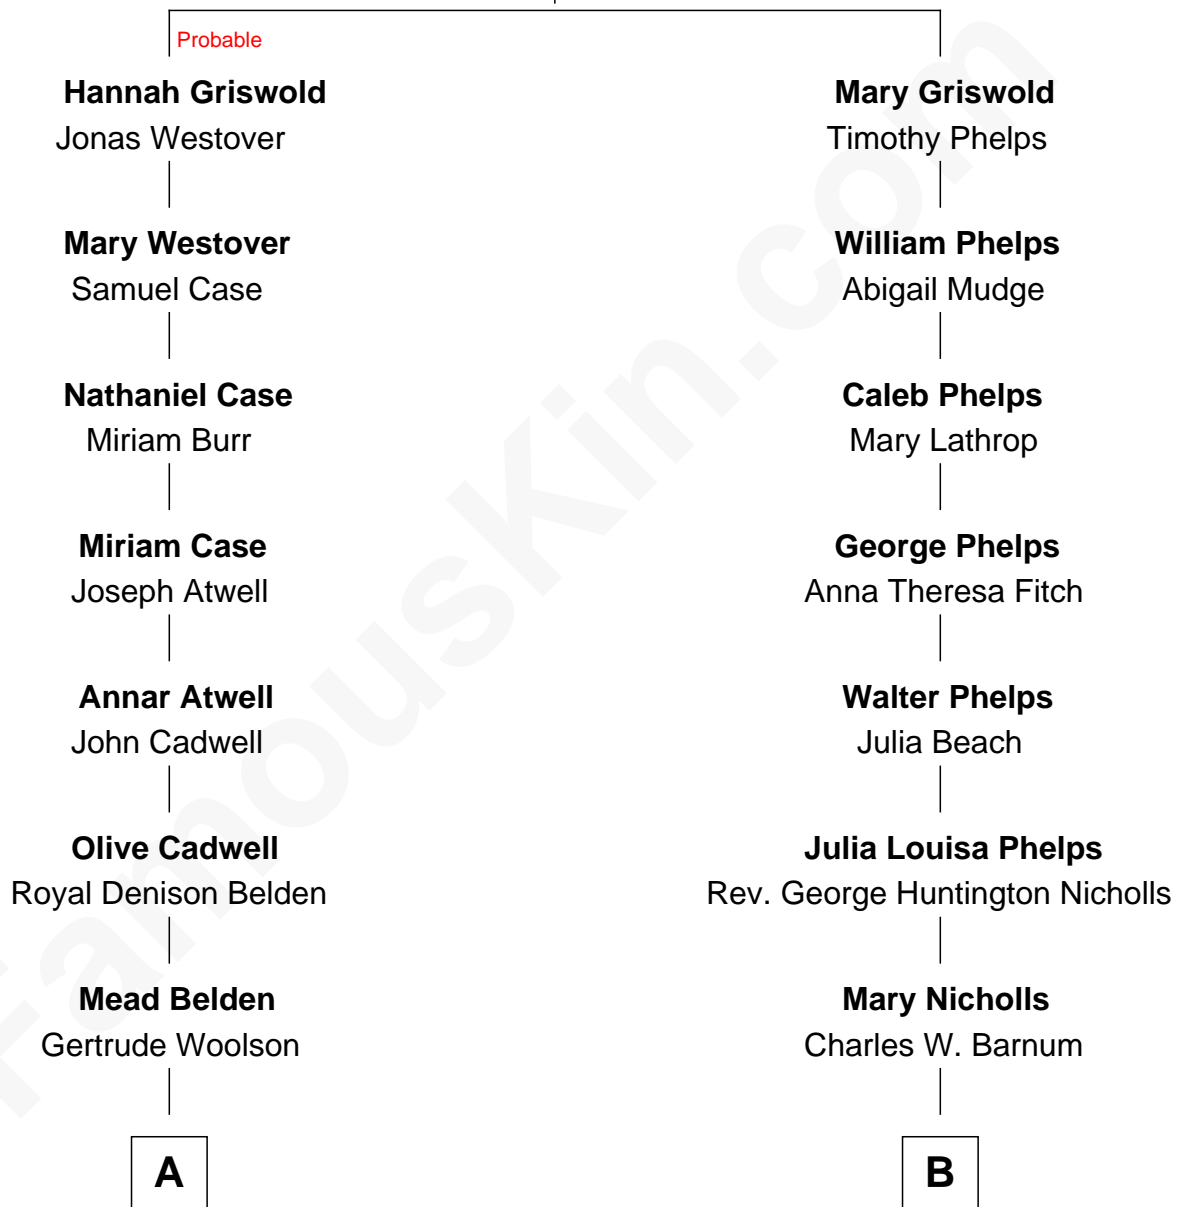 Probable
Hannah Griswold
Jonas Westover
Mary Griswold
Timothy Phelps
Mary Westover
Samuel Case
William Phelps
Abigail Mudge
Nathaniel Case
Miriam Burr
Caleb Phelps
Mary Lathrop
Miriam Case
Joseph Atwell
George Phelps
Anna Theresa Fitch
Annar Atwell
John Cadwell
Walter Phelps
Julia Beach
Olive Cadwell
Royal Denison Belden
Julia Louisa Phelps
Rev. George Huntington Nicholls
Mead Belden
Gertrude Woolson
Mary Nicholls
Charles W. Barnum
A
B
FamousKin.com